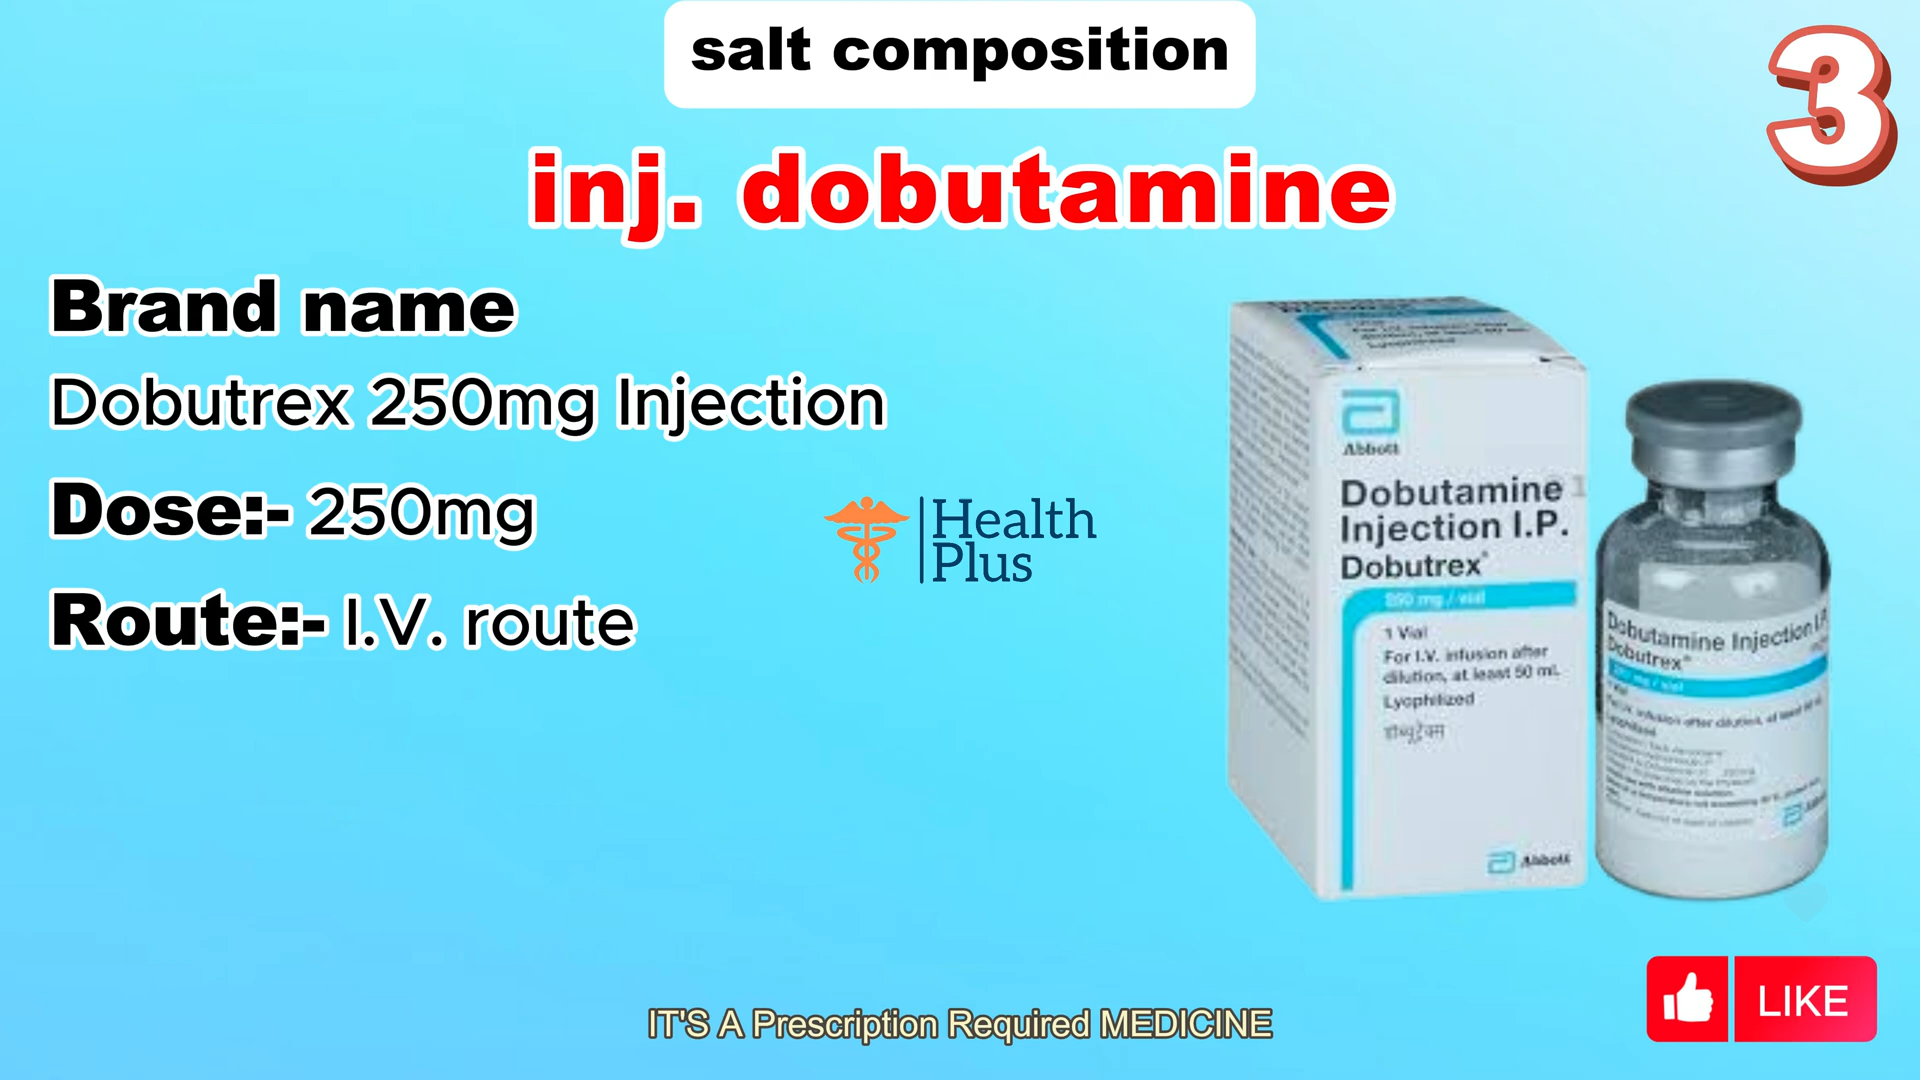 salt composition
3
inj. dobutamine
Brand name
Dobutrex 250mg Injection
Dose:- 250mg
Route:- I.V. route
Health
Plus
Abbott
Dobutamine
Injection I.P.
Dobutrex®
250 mg / vial
1 Vial
For I.V. infusion after
dilution, at least 50 mL
Lyophilized
डोब्यूट्रेक्स
Abbott
Dobutamine Injection I.P.
Dobutrex®
LIKE
IT'S A Prescription Required MEDICINE